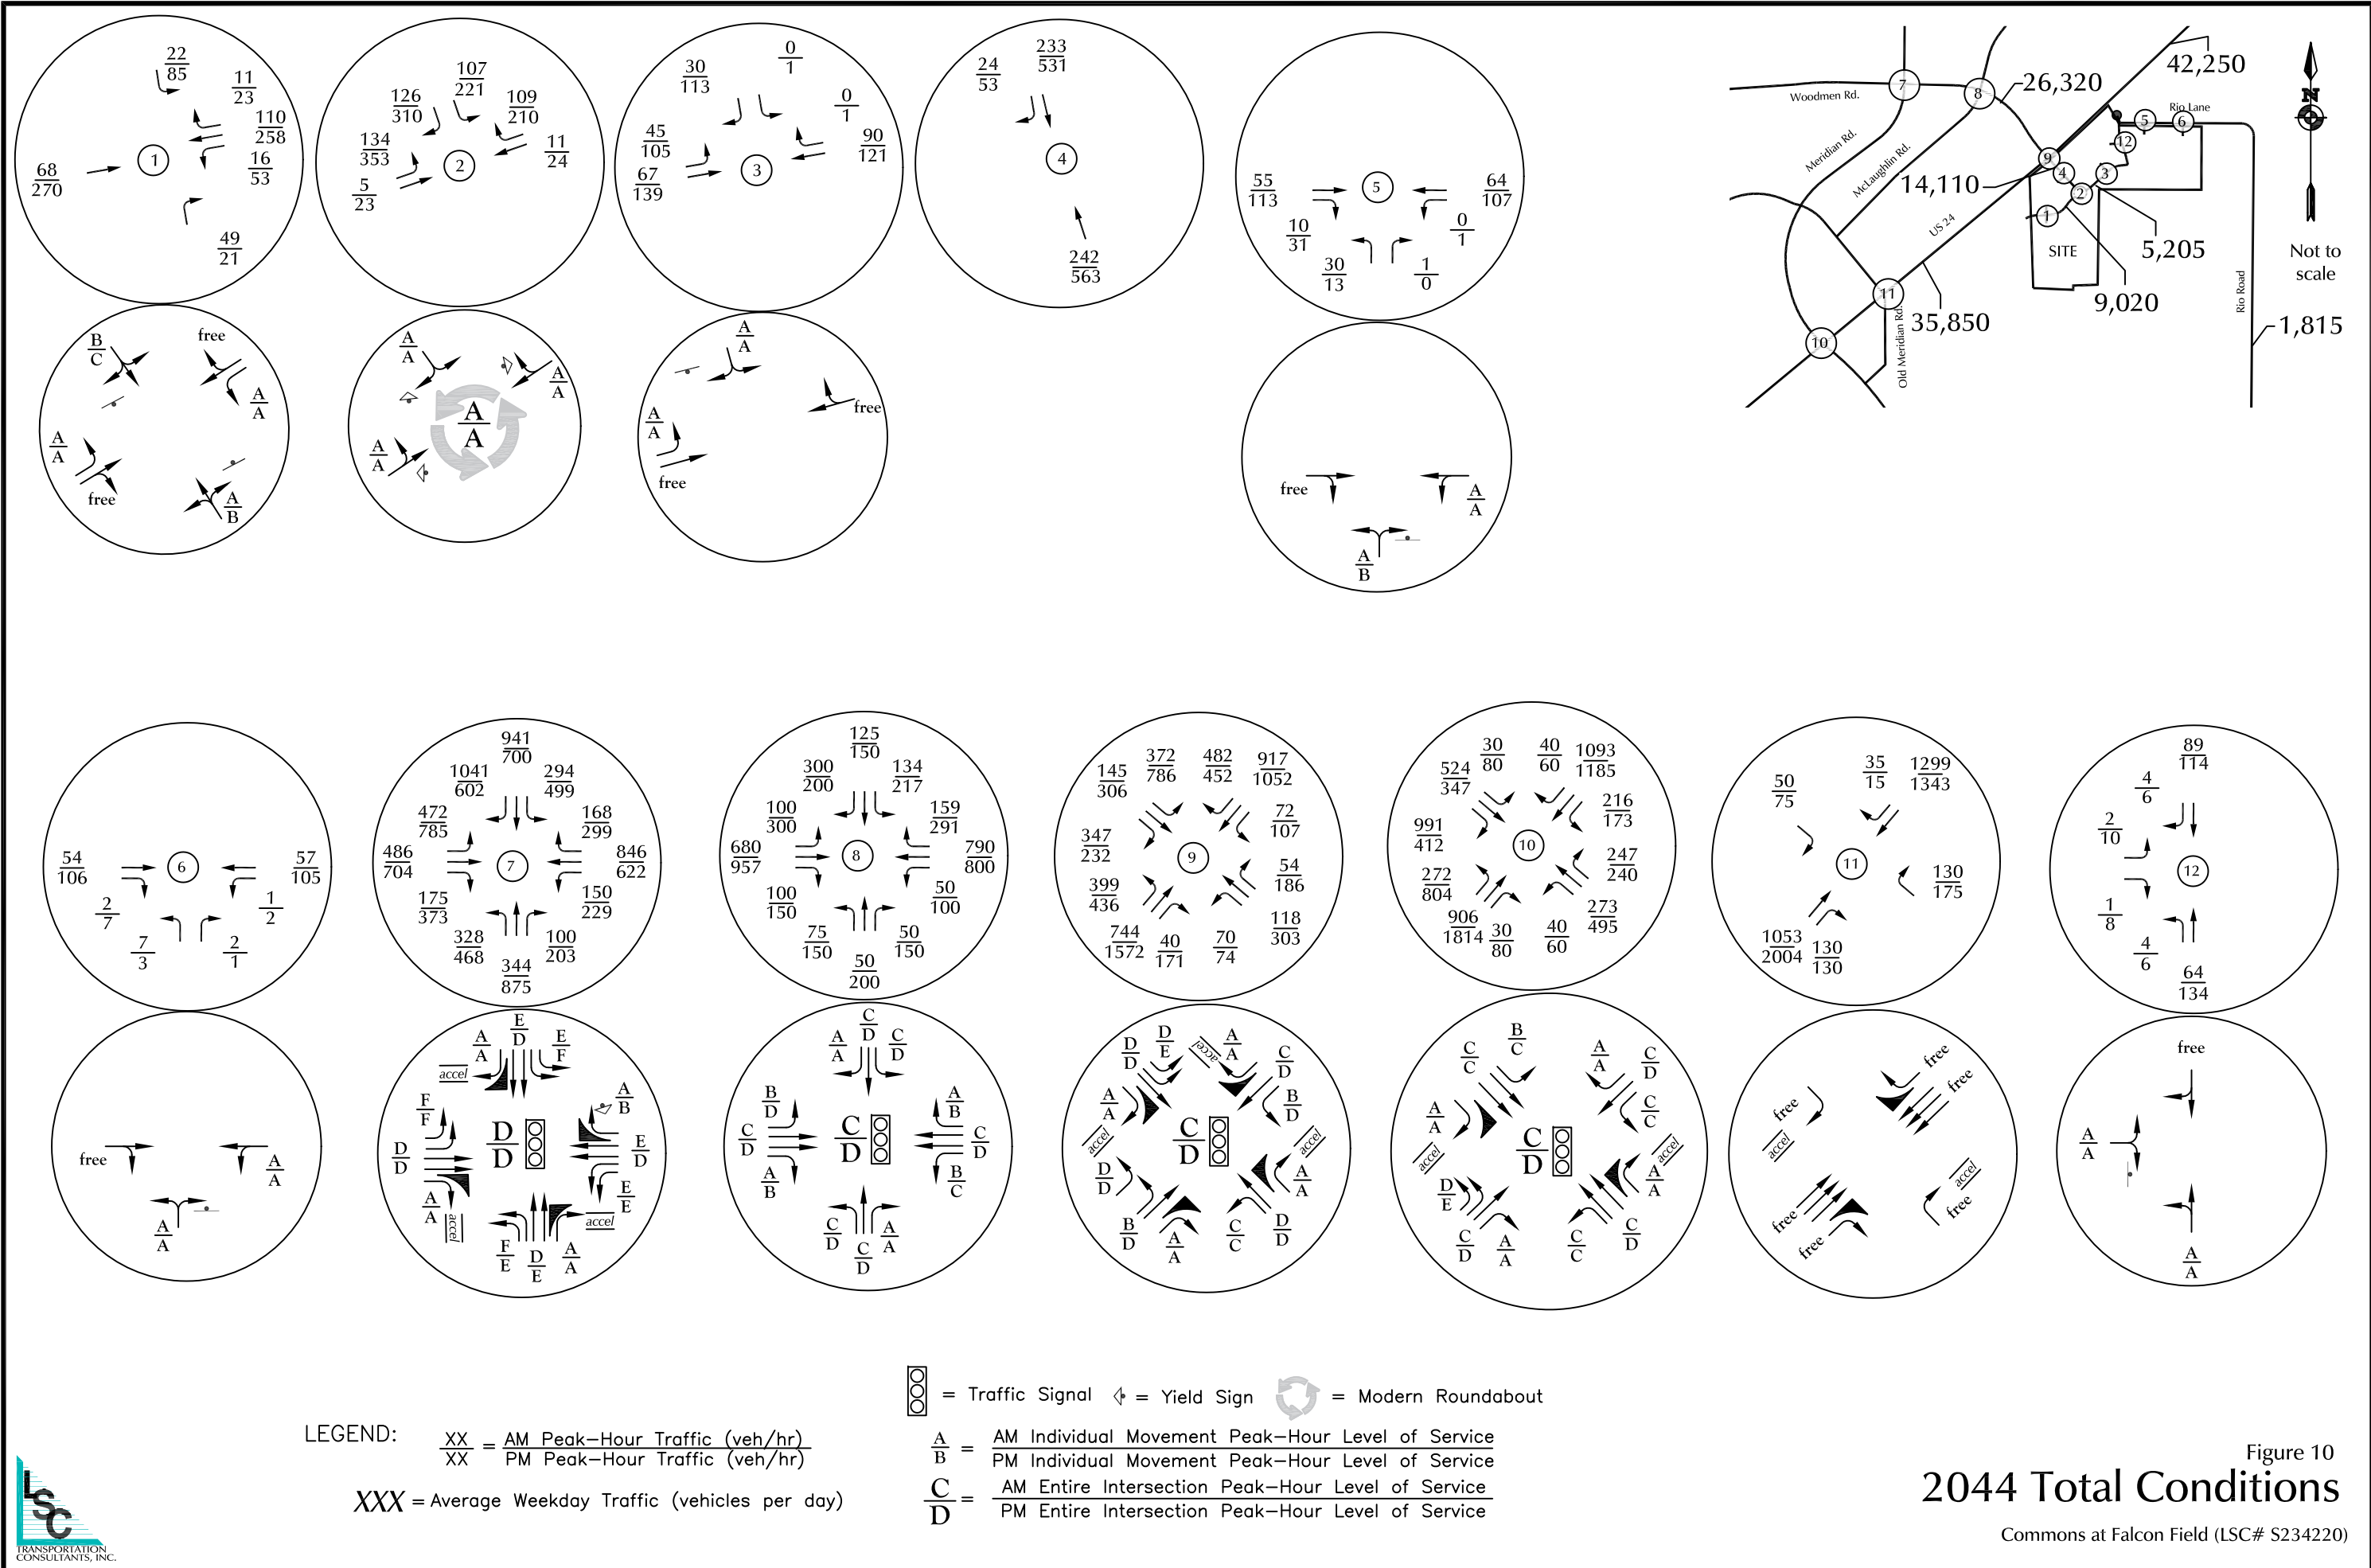 22
85
11
23
110
258
16
53
68
270
1
49
21
107
221
126
310
109
210
134
353
11
24
2
5
23
0
1
30
113
0
1
45
105
90
121
3
67
139
233
531
24
53
4
242
563
55
113
5
64
107
10
31
0
1
30
13
1
0
42,250
7
8
26,320
Woodmen Rd.
Rio Lane
5
6
N
Meridian Rd.
McLaughlin Rd.
12
9
4
3
14,110
2
1
US 24
SITE
5,205
Not to
scale
11
35,850
9,020
Rio Road
10
Old Meridian Rd.
1,815
B
C
free
A
A
A
A
free
A
B
A
A
A
A
A
A
A
A
A
A
free
A
A
free
free
A
A
A
B
54
106
6
57
105
2
7
1
2
7
3
2
1
941
700
1041
602
294
499
472
785
168
299
486
704
7
846
622
175
373
150
229
328
468
100
203
344
875
125
150
300
200
134
217
100
300
159
291
680
957
8
790
800
100
150
50
100
75
150
50
150
50
200
372
786
482
452
917
1052
145
306
72
107
347
232
9
54
186
399
436
118
303
744
1572
40
171
70
74
30
80
40
60
1093
1185
524
347
216
173
991
412
10
247
240
272
804
273
495
906
1814
30
80
40
60
35
15
1299
1343
50
75
11
130
175
1053
2004
130
130
89
114
4
6
2
10
12
1
8
4
6
64
134
free
A
A
A
A
E
D
A
A
E
F
accel
F
F
A
B
D
D
D
D
E
D
A
A
accel
E
E
accel
F
E
D
E
A
A
C
D
A
A
C
D
B
D
A
B
C
D
C
D
C
D
A
B
B
C
C
D
C
D
A
A
D
D
D
E
accel
A
A
C
D
A
A
B
D
accel
C
D
accel
D
D
A
A
B
D
A
A
C
C
D
D
C
C
B
C
A
A
C
D
A
A
C
C
accel
C
D
accel
D
E
A
A
C
D
A
A
C
C
C
D
free
free
free
accel
accel
free
free
free
free
A
A
A
A
= Traffic Signal
= Yield Sign
= Modern Roundabout
LEGEND:
XX = AM Peak-Hour Traffic (veh/hr)
XX PM Peak-Hour Traffic (veh/hr)
A = AM Individual Movement Peak-Hour Level of Service
B PM Individual Movement Peak-Hour Level of Service
XXX = Average Weekday Traffic (vehicles per day)
C = AM Entire Intersection Peak-Hour Level of Service
D PM Entire Intersection Peak-Hour Level of Service
Figure 10
2044 Total Conditions
Commons at Falcon Field (LSC# S234220)
LSC
TRANSPORTATION
CONSULTANTS, INC.